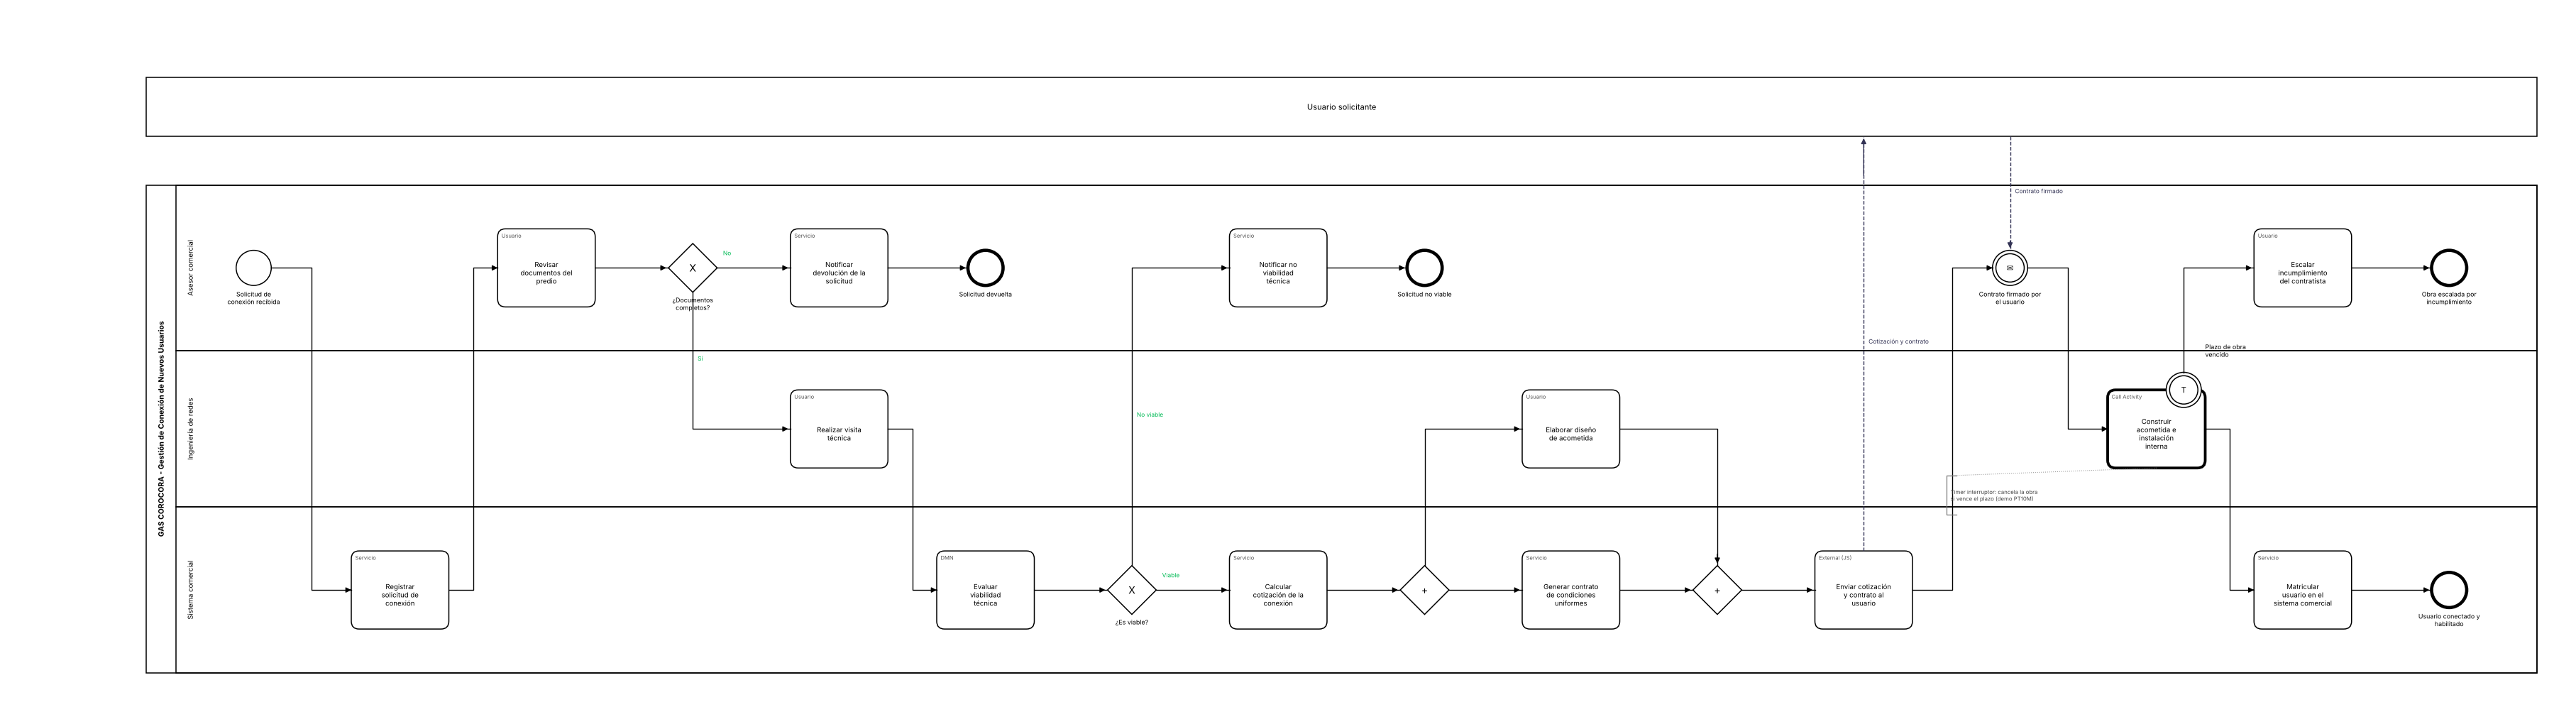 Usuario solicitante
GAS COROCORA - Gestión de Conexión de Nuevos Usuarios
Asesor comercial
Solicitud de
conexión recibida
Usuario
Revisar
documentos del
predio
X
¿Documentos
completos?
No
Sí
Servicio
Notificar
devolución de la
solicitud
Solicitud devuelta
Servicio
Notificar no
viabilidad
técnica
Solicitud no viable
Contrato firmado
✉
Contrato firmado por
el usuario
Usuario
Escalar
incumplimiento
del contratista
Obra escalada por
incumplimiento
Cotización y contrato
Plazo de obra
vencido
Ingeniería de redes
Usuario
Realizar visita
técnica
No viable
Usuario
Elaborar diseño
de acometida
T
Call Activity
Construir
acometida e
instalación
interna
Timer interruptor: cancela la obra
si vence el plazo (demo PT10M)
Sistema comercial
Servicio
Registrar
solicitud de
conexión
DMN
Evaluar
viabilidad
técnica
X
¿Es viable?
Viable
Servicio
Calcular
cotización de la
conexión
+
Servicio
Generar contrato
de condiciones
uniformes
+
External (JS)
Enviar cotización
y contrato al
usuario
Servicio
Matricular
usuario en el
sistema comercial
Usuario conectado y
habilitado